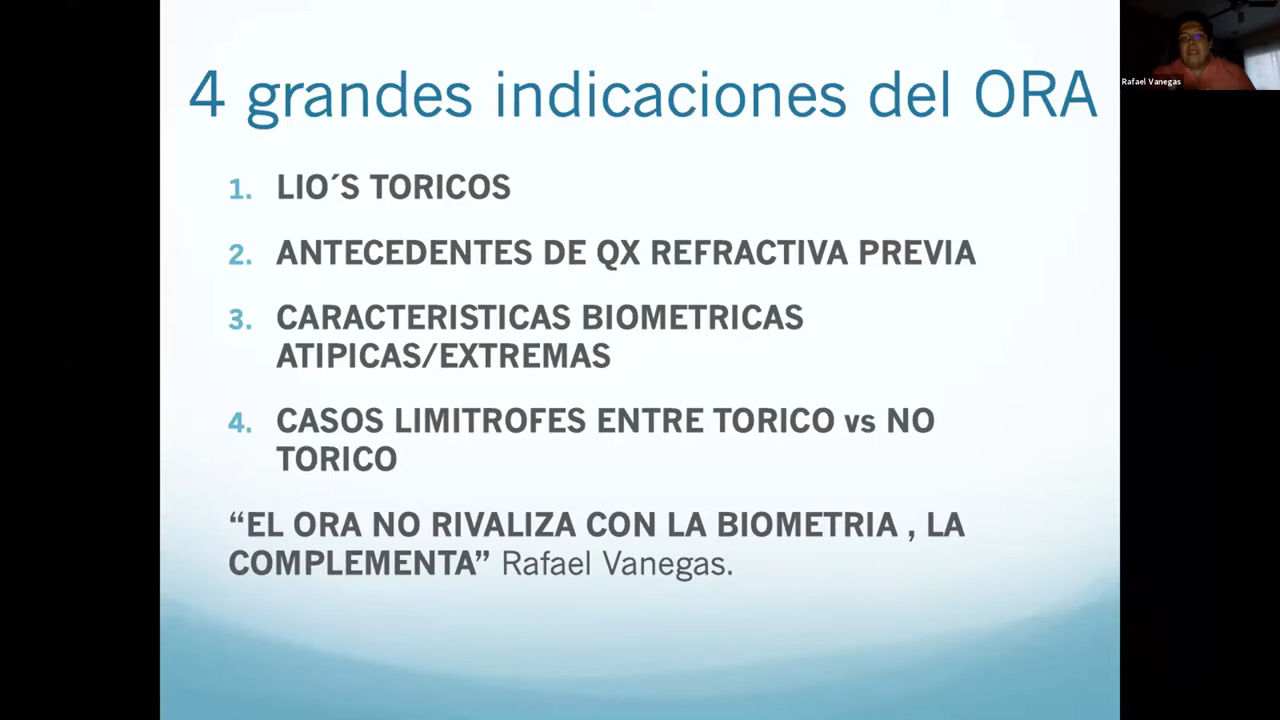 4 grandes indicaciones del ORA
1. LIO´S TORICOS
2. ANTECEDENTES DE QX REFRACTIVA PREVIA
3. CARACTERISTICAS BIOMETRICAS
ATIPICAS/EXTREMAS
4. CASOS LIMITROFES ENTRE TORICO vs NO
TORICO
“EL ORA NO RIVALIZA CON LA BIOMETRIA , LA
COMPLEMENTA” Rafael Vanegas.
Rafael Vanegas